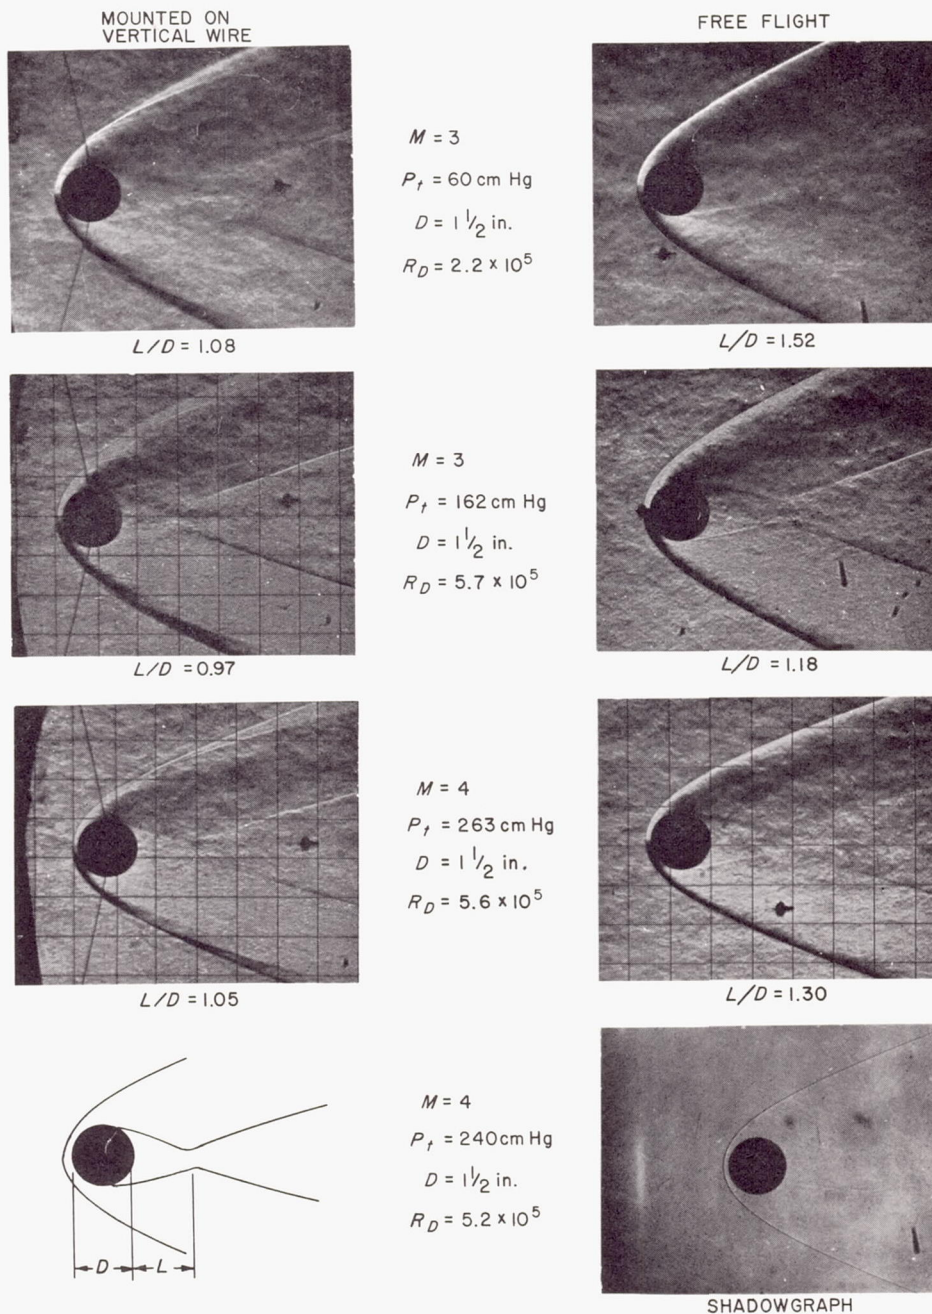 MOUNTED ON
VERTICAL WIRE
FREE FLIGHT
M = 3
P_t = 60 cm Hg
D = 1 1/2 in.
R_D = 2.2 x 10^5
L/D = 1.08
L/D = 1.52
M = 3
P_t = 162 cm Hg
D = 1 1/2 in.
R_D = 5.7 x 10^5
L/D = 0.97
L/D = 1.18
M = 4
P_t = 263 cm Hg
D = 1 1/2 in.
R_D = 5.6 x 10^5
L/D = 1.05
L/D = 1.30
M = 4
P_t = 240 cm Hg
D = 1 1/2 in.
R_D = 5.2 x 10^5
D
L
SHADOWGRAPH